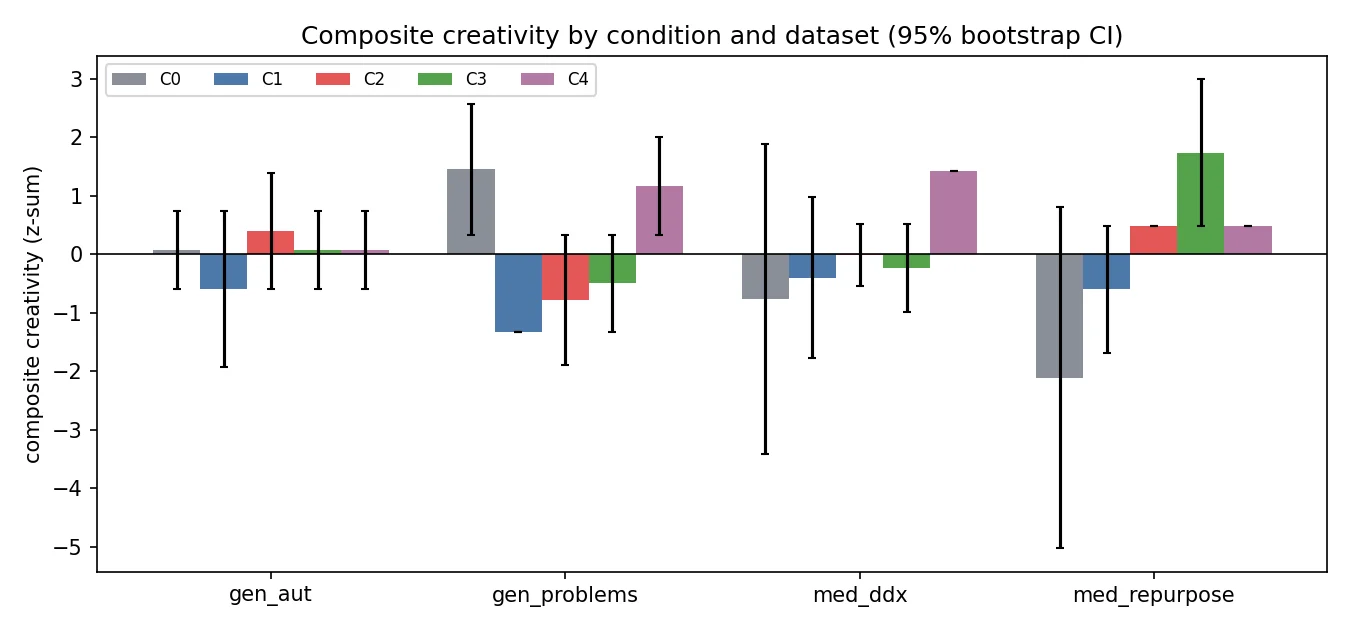 Composite creativity by condition and dataset (95% bootstrap CI)
C0 C1 C2 C3 C4
composite creativity (z-sum)
3
2
1
0
−1
−2
−3
−4
−5
gen_aut gen_problems med_ddx med_repurpose